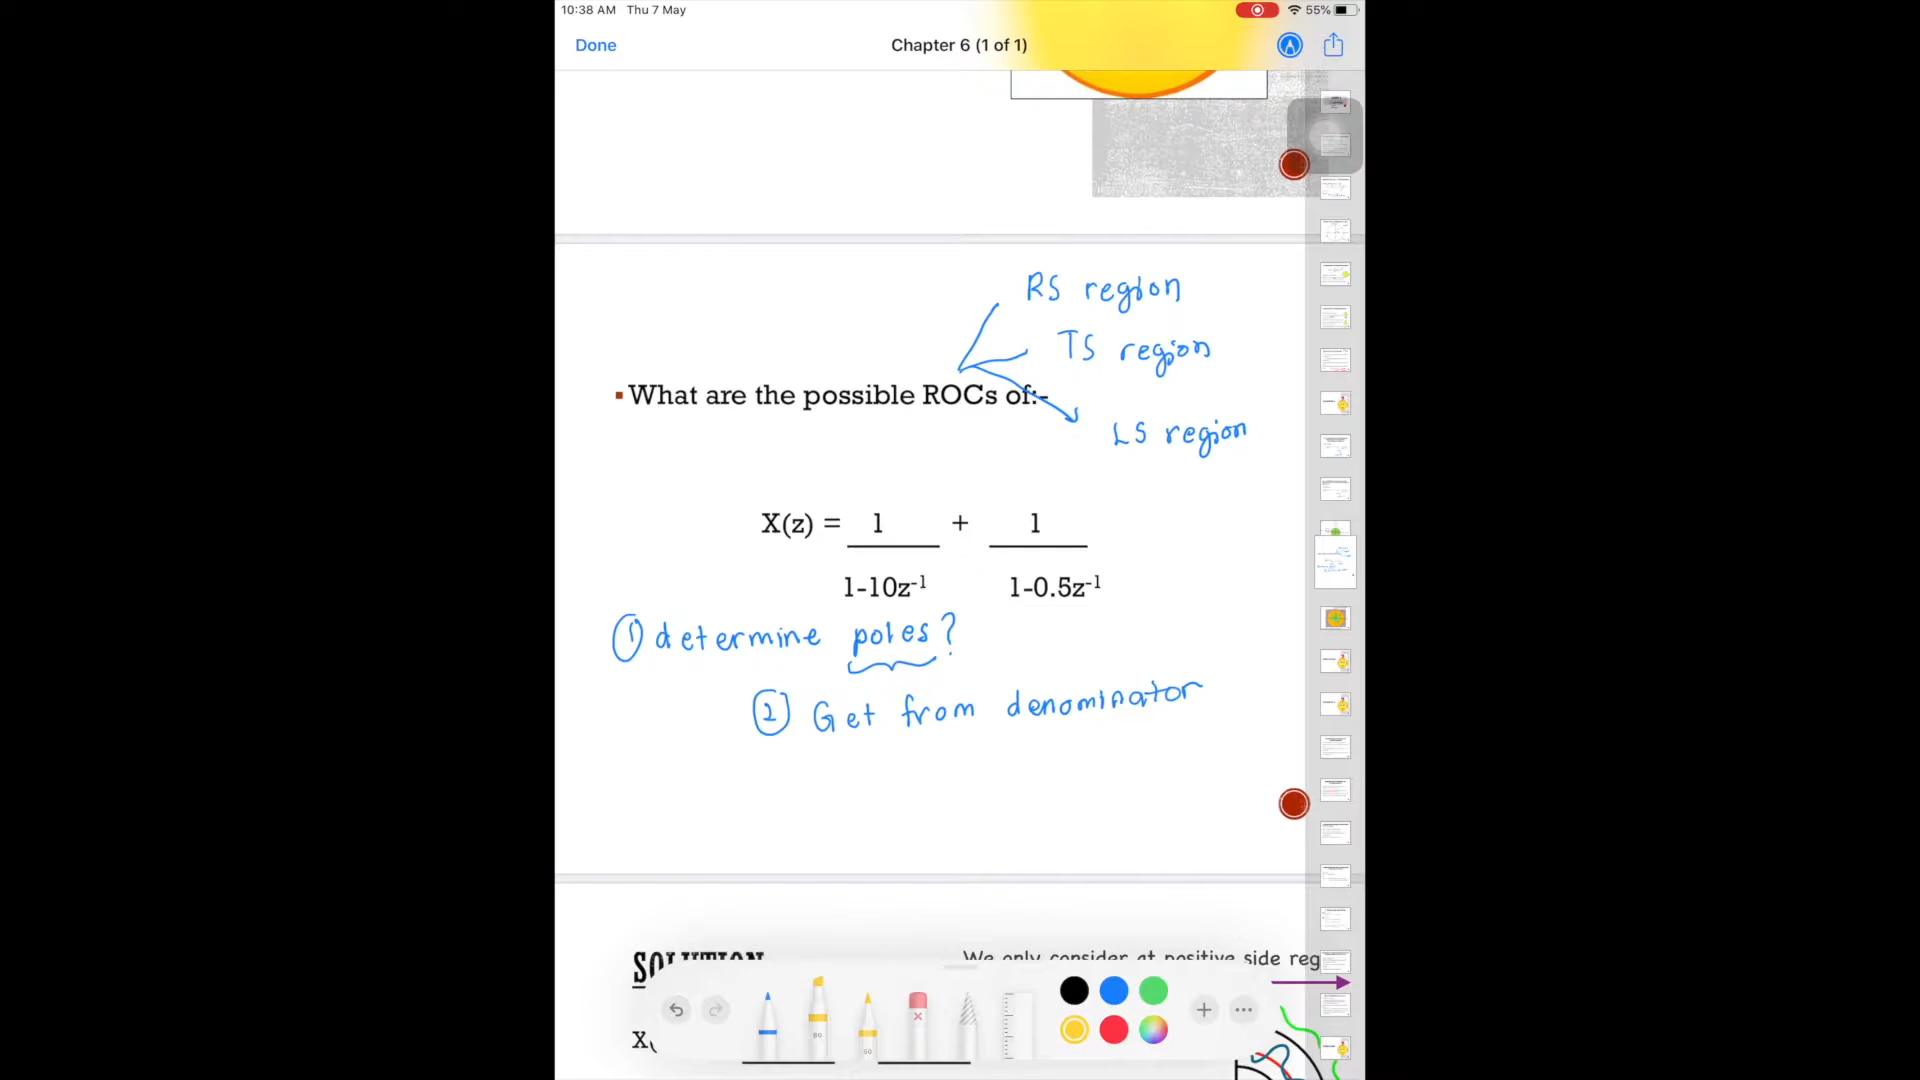 10:38 AM Thu 7 May
55%
Done
Chapter 6 (1 of 1)
RS region
TS region
What are the possible ROCs of:-
LS region
X(z) = 1 + 1
1-10z⁻¹ 1-0.5z⁻¹
① determine poles?
② Get from denominator
SOLUTION
We only consider at positive side reg
80
50